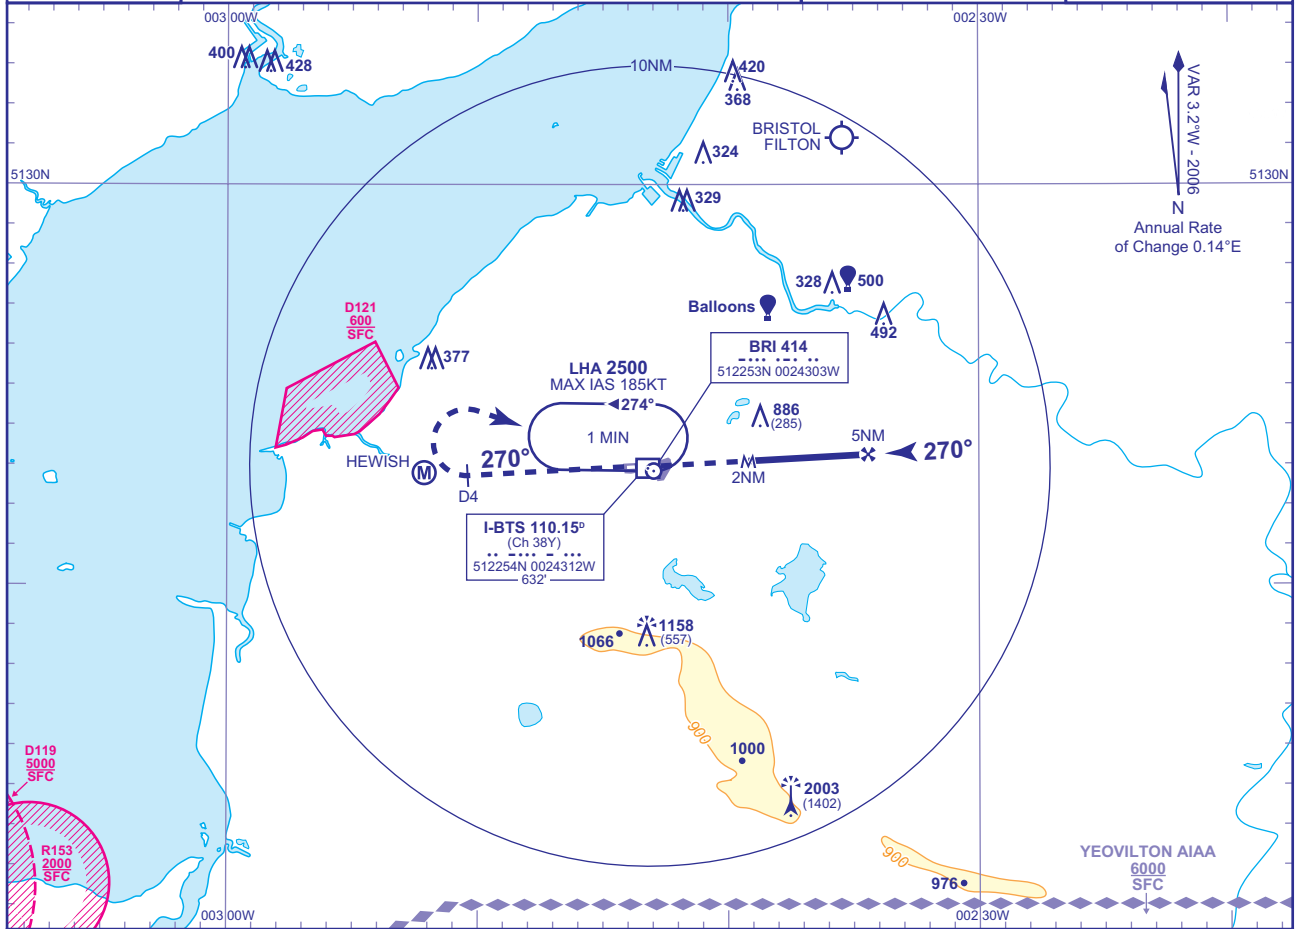 003 00W
002 30W
400
428
10NM
420
368
BRISTOL
FILTON
VAR 3.2°W - 2006
324
5130N
5130N
329
N
Annual Rate
of Change 0.14°E
328
500
Balloons
492
D121
600
SFC
BRI 414
512253N 0024303W
377
LHA 2500
MAX IAS 185KT
274°
886
(285)
1 MIN
5NM
270°
HEWISH
M
270°
2NM
D4
I-BTS 110.15D
(Ch 38Y)
512254N 0024312W
632'
1158
(557)
1066
900
1000
D119
5000
SFC
2003
(1402)
R153
2000
SFC
900
976
YEOVILTON AIAA
6000
SFC
003 00W
002 30W